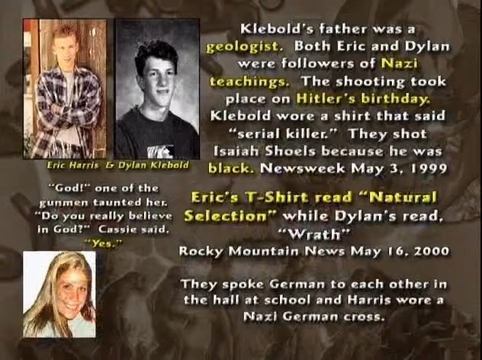 Klebold's father was a
geologist. Both Eric and Dylan
were followers of Nazi
teachings. The shooting took
place on Hitler's birthday.
Klebold wore a shirt that said
"serial killer." They shot
Isaiah Shoels because he was
black. Newsweek May 3, 1999
Eric Harris & Dylan Klebold
"God!" one of the
gunmen taunted her.
"Do you really believe
in God?" Cassie said,
"Yes."
Eric's T-Shirt read "Natural
Selection" while Dylan's read,
"Wrath"
Rocky Mountain News May 16, 2000
They spoke German to each other in
the hall at school and Harris wore a
Nazi German cross.